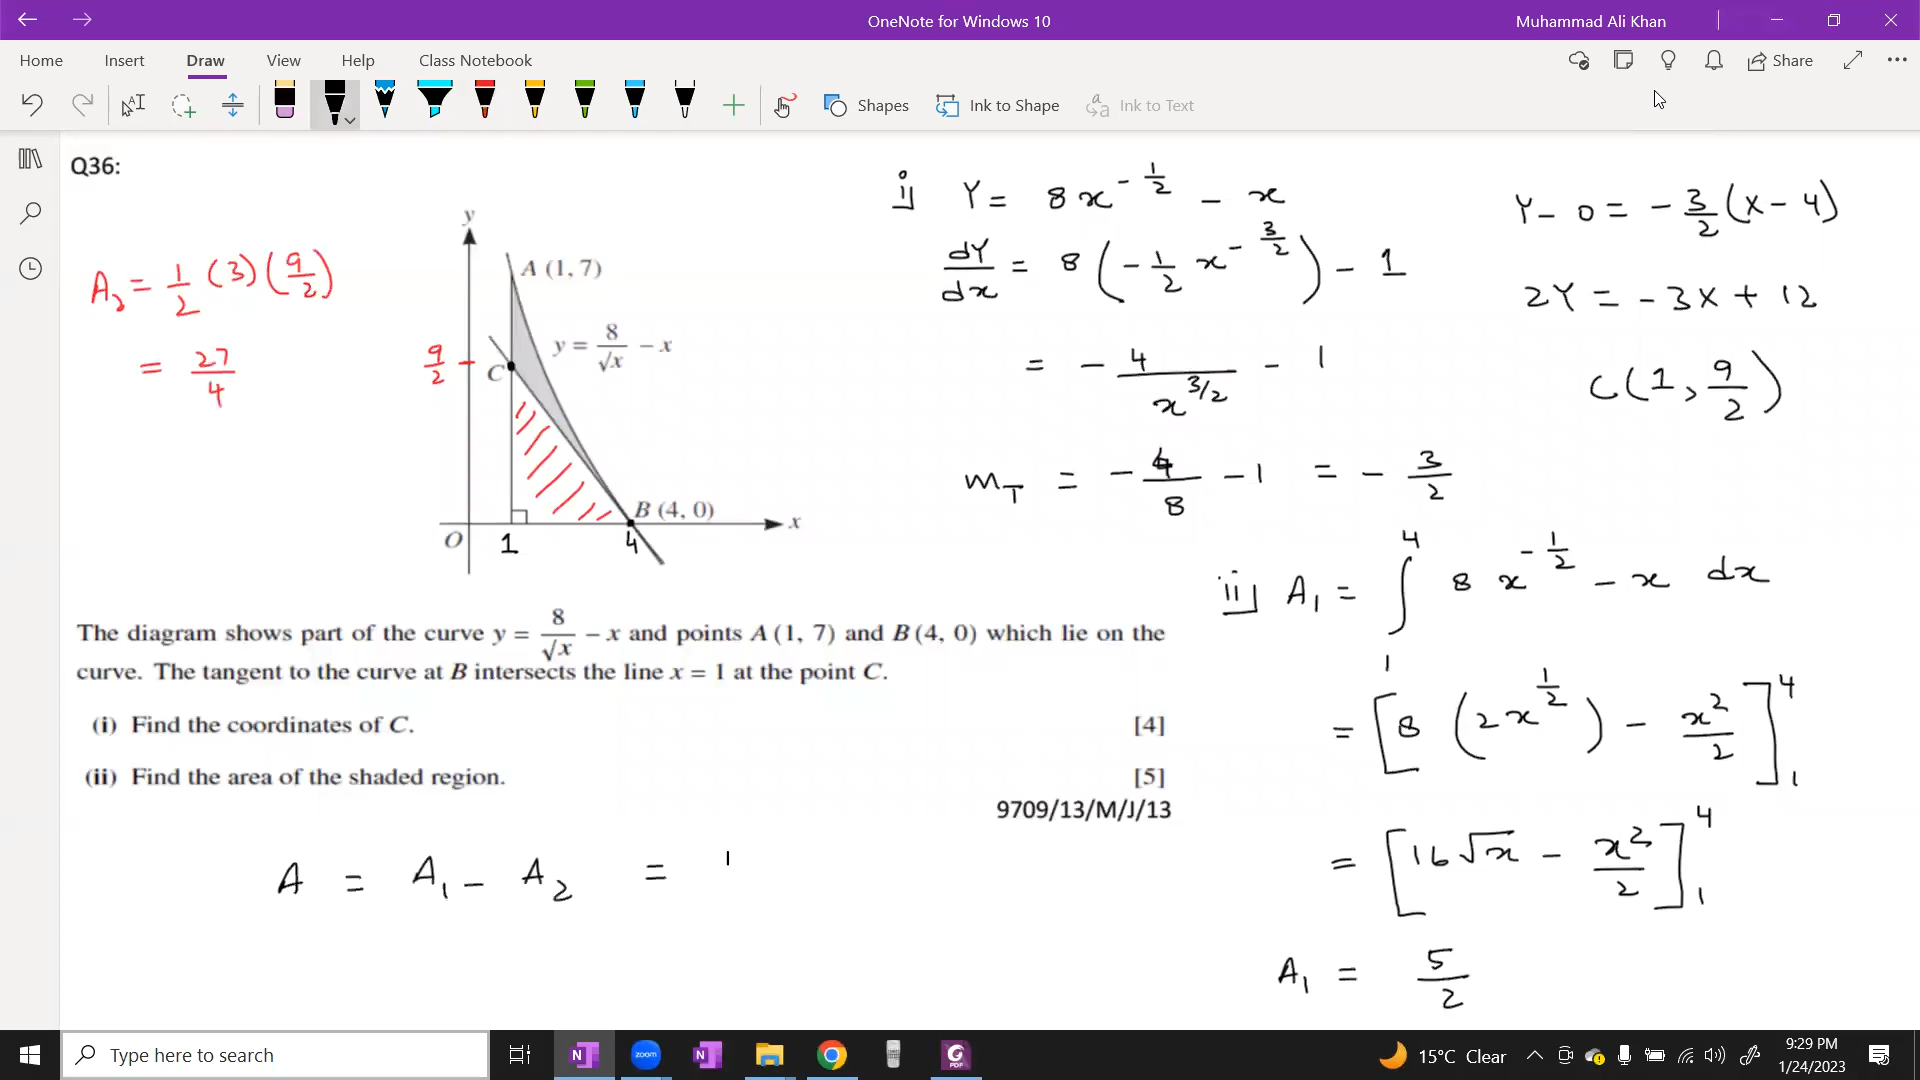 OneNote for Windows 10
Muhammad Ali Khan
Home Insert Draw View Help Class Notebook
Share
Shapes Ink to Shape Ink to Text
Q36:
A₂ = 1/2 (3)(9/2)
= 27/4
y
A (1, 7)
y = 8/√x − x
9/2
C
B (4, 0)
x
O
1
4
The diagram shows part of the curve y = 8/√x − x and points A (1, 7) and B (4, 0) which lie on the
curve. The tangent to the curve at B intersects the line x = 1 at the point C.
(i) Find the coordinates of C. [4]
(ii) Find the area of the shaded region. [5]
9709/13/M/J/13
A = A₁ − A₂ = 1
i) Y = 8x^(-1/2) − x
dY/dx = 8(−1/2 x^(-3/2)) − 1
= −4/x^(3/2) − 1
m_T = −4/8 − 1 = −3/2
Y − 0 = −3/2 (X − 4)
2Y = −3X + 12
C(1, 9/2)
ii) A₁ = ∫₁⁴ 8x^(-1/2) − x dx
= [8(2x^(1/2)) − x²/2]₁⁴
= [16√x − x²/2]₁⁴
A₁ = 5/2
Type here to search
zoom
PDF
15°C Clear
9:29 PM
1/24/2023